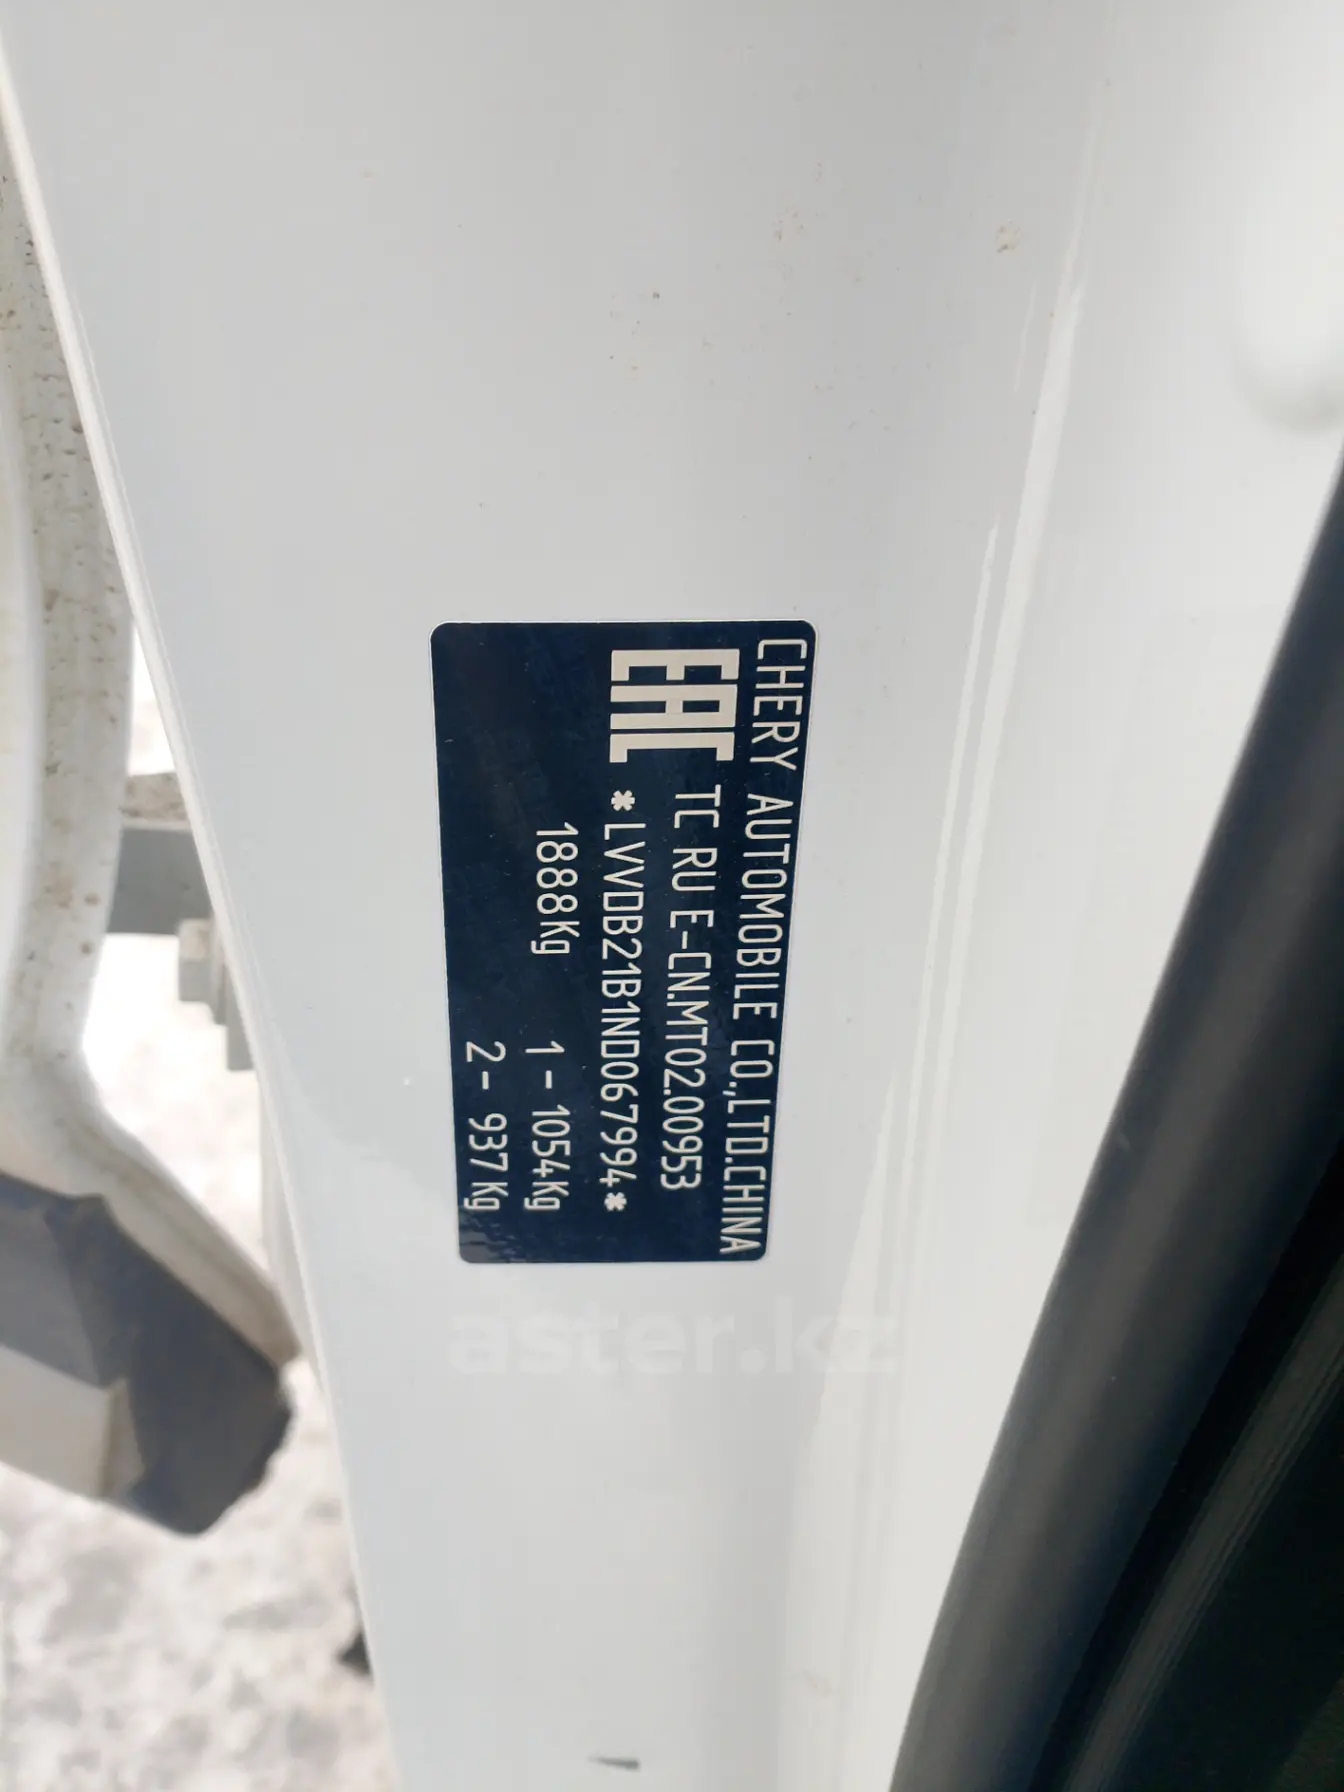 CHERY AUTOMOBILE CO.,LTD.CHINA
EAC TC RU E-CN.MT02.00953
*LVVDB21B1ND067994*
1888Kg 1 - 1054Kg
2 - 937Kg
aster.kz